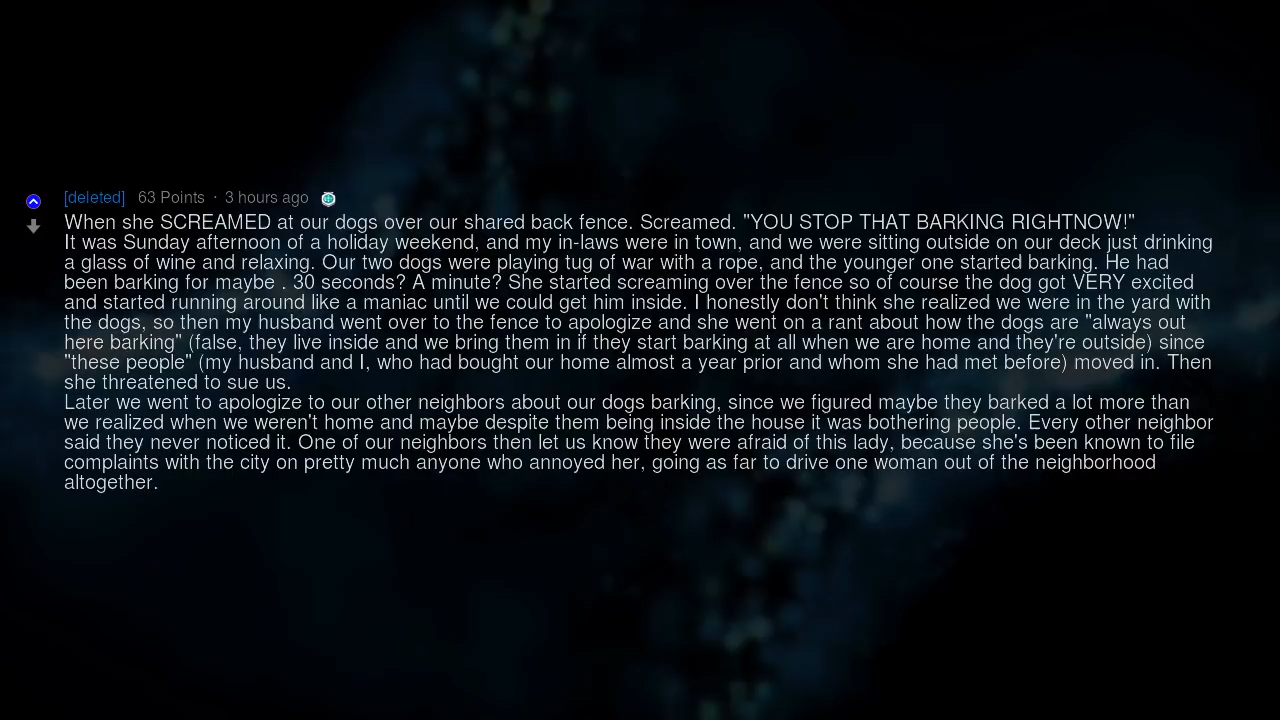 [deleted] 63 Points · 3 hours ago
When she SCREAMED at our dogs over our shared back fence. Screamed. "YOU STOP THAT BARKING RIGHTNOW!"
It was Sunday afternoon of a holiday weekend, and my in-laws were in town, and we were sitting outside on our deck just drinking
a glass of wine and relaxing. Our two dogs were playing tug of war with a rope, and the younger one started barking. He had
been barking for maybe . 30 seconds? A minute? She started screaming over the fence so of course the dog got VERY excited
and started running around like a maniac until we could get him inside. I honestly don't think she realized we were in the yard with
the dogs, so then my husband went over to the fence to apologize and she went on a rant about how the dogs are "always out
here barking" (false, they live inside and we bring them in if they start barking at all when we are home and they're outside) since
"these people" (my husband and I, who had bought our home almost a year prior and whom she had met before) moved in. Then
she threatened to sue us.
Later we went to apologize to our other neighbors about our dogs barking, since we figured maybe they barked a lot more than
we realized when we weren't home and maybe despite them being inside the house it was bothering people. Every other neighbor
said they never noticed it. One of our neighbors then let us know they were afraid of this lady, because she's been known to file
complaints with the city on pretty much anyone who annoyed her, going as far to drive one woman out of the neighborhood
altogether.